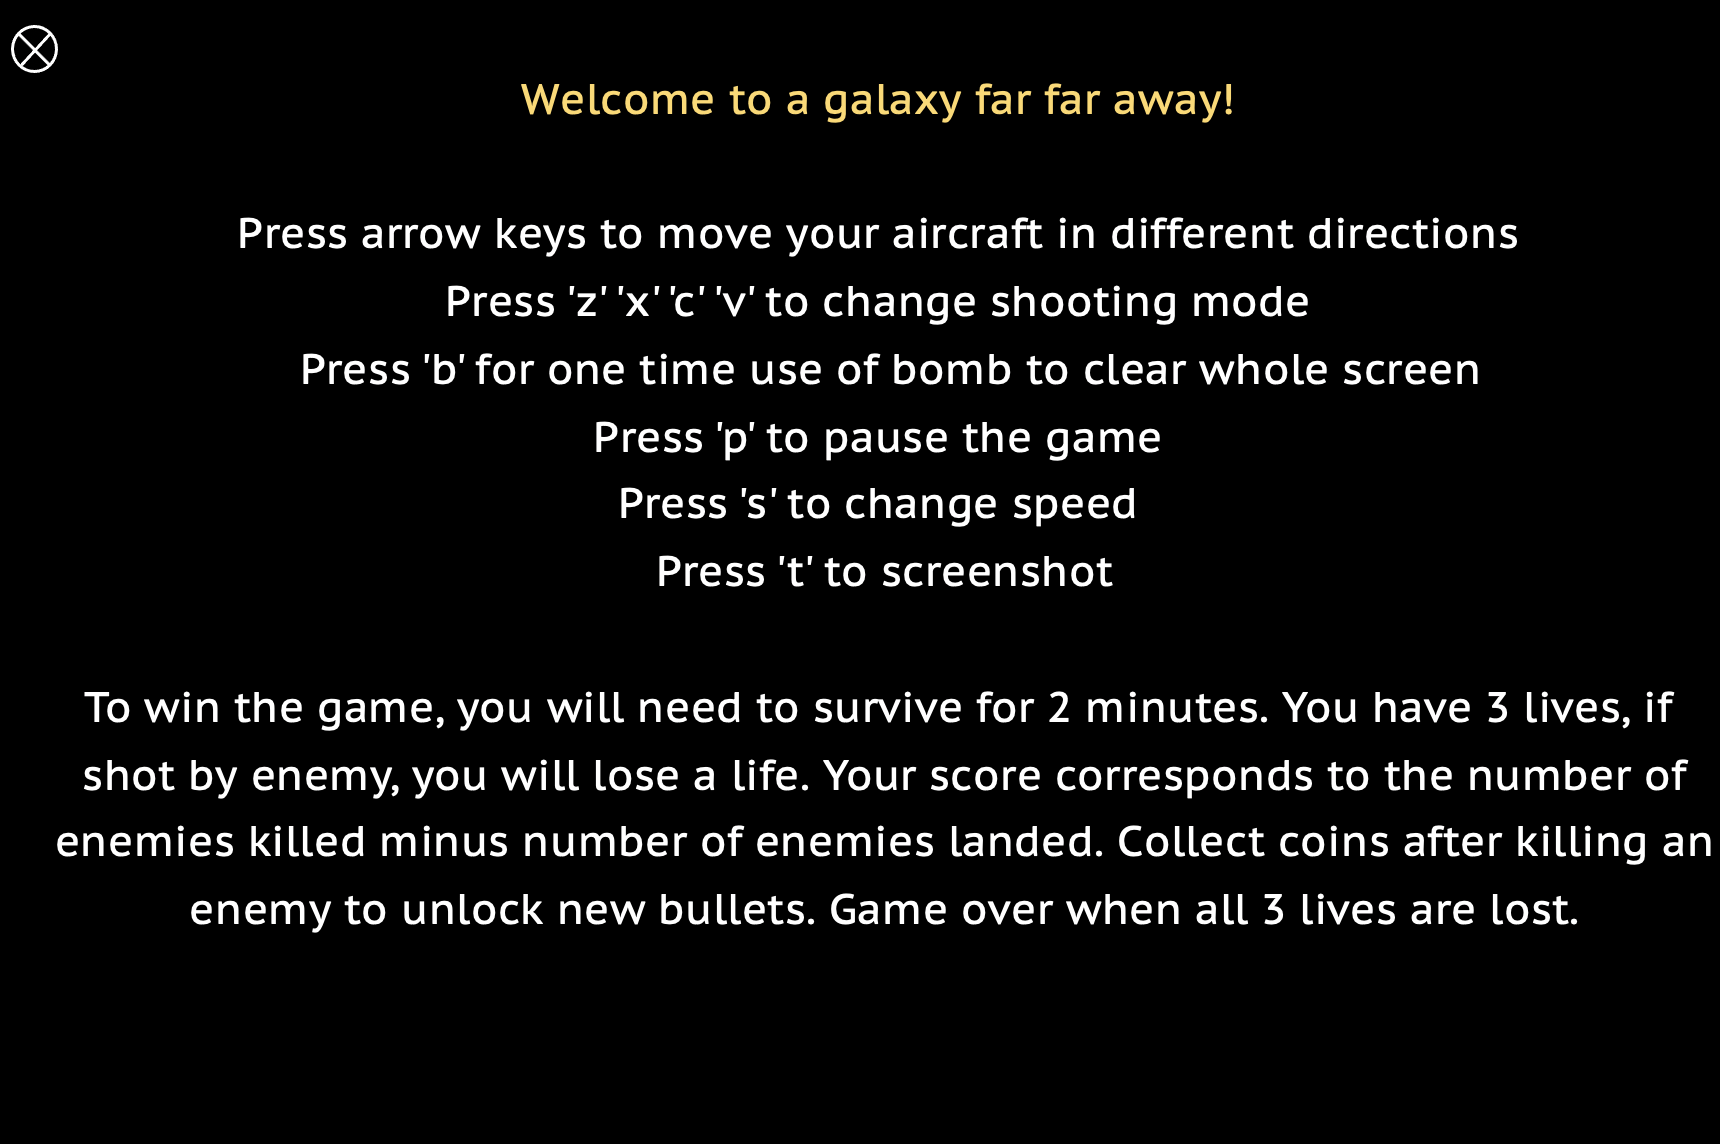 Welcome to a galaxy far far away!
Press arrow keys to move your aircraft in different directions
Press 'z' 'x' 'c' 'v' to change shooting mode
Press 'b' for one time use of bomb to clear whole screen
Press 'p' to pause the game
Press 's' to change speed
Press 't' to screenshot
To win the game, you will need to survive for 2 minutes. You have 3 lives, if
shot by enemy, you will lose a life. Your score corresponds to the number of
enemies killed minus number of enemies landed. Collect coins after killing an
enemy to unlock new bullets. Game over when all 3 lives are lost.